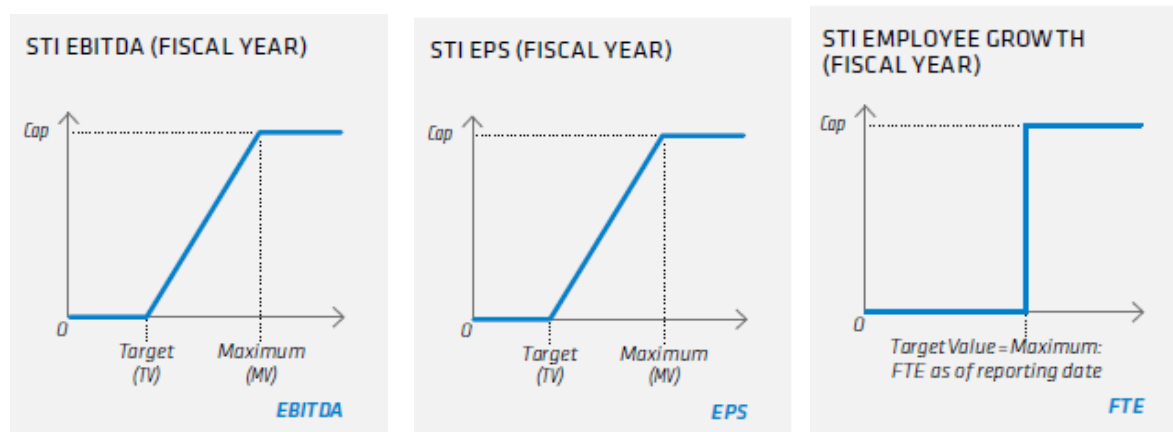 STI EBITDA (FISCAL YEAR)
Cap
0
Target
(TV)
Maximum
(MV)
EBITDA
STI EPS (FISCAL YEAR)
Cap
0
Target
(TV)
Maximum
(MV)
EPS
STI EMPLOYEE GROWTH
(FISCAL YEAR)
Cap
0
Target Value = Maximum:
FTE as of reporting date
FTE